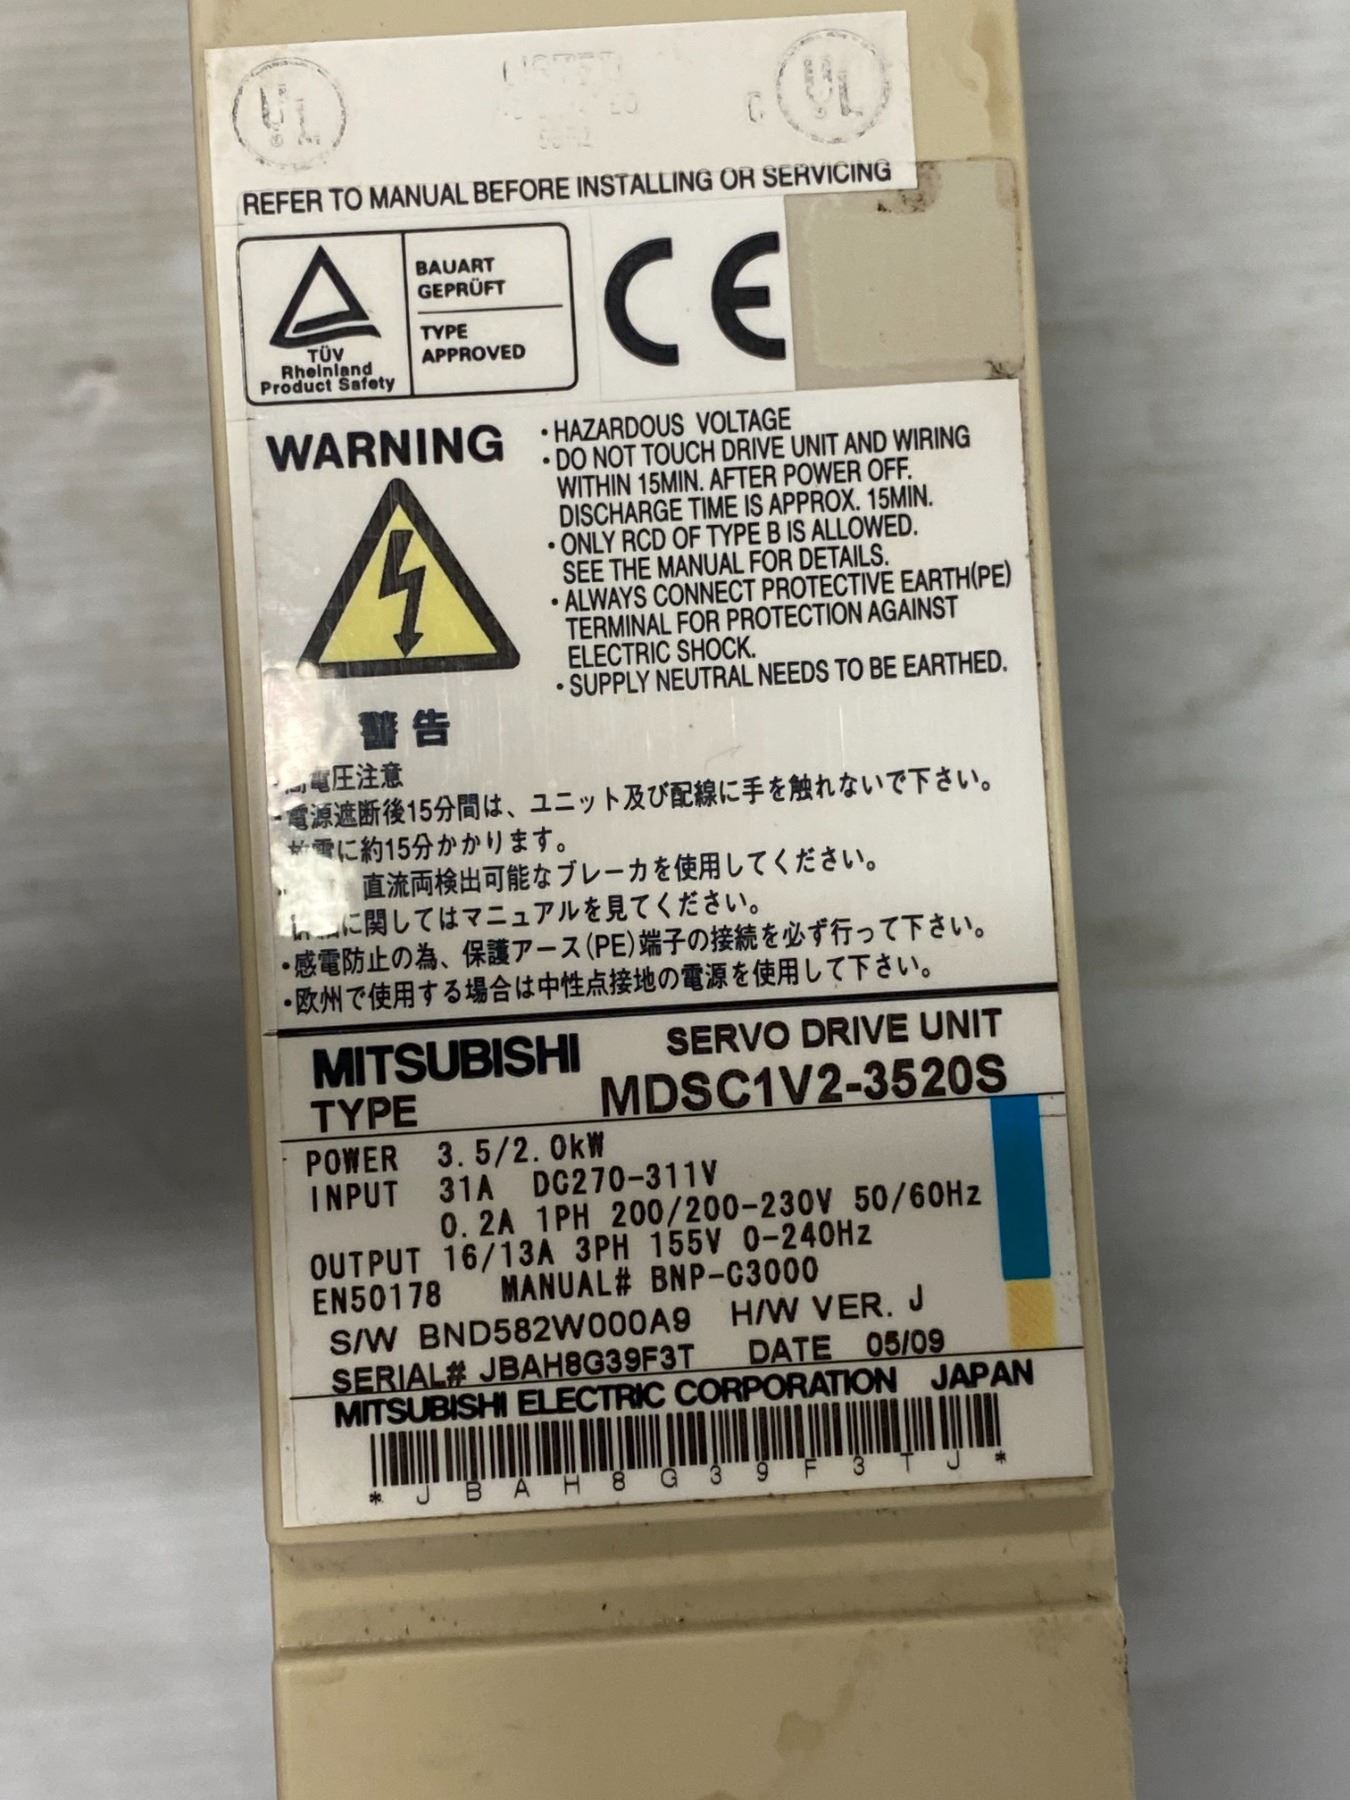 UL
LISTED
C UL
REFER TO MANUAL BEFORE INSTALLING OR SERVICING
BAUART
GEPRÜFT
TYPE
APPROVED
TÜV
Rheinland
Product Safety
CE
WARNING
・HAZARDOUS VOLTAGE
・DO NOT TOUCH DRIVE UNIT AND WIRING
WITHIN 15MIN. AFTER POWER OFF.
DISCHARGE TIME IS APPROX. 15MIN.
・ONLY RCD OF TYPE B IS ALLOWED.
SEE THE MANUAL FOR DETAILS.
・ALWAYS CONNECT PROTECTIVE EARTH(PE)
TERMINAL FOR PROTECTION AGAINST
ELECTRIC SHOCK.
・SUPPLY NEUTRAL NEEDS TO BE EARTHED.
警告
高電圧注意
・電源遮断後15分間は、ユニット及び配線に手を触れないで下さい。
放電に約15分かかります。
直流両検出可能なブレーカを使用してください。
に関してはマニュアルを見てください。
・感電防止の為、保護アース(PE)端子の接続を必ず行って下さい。
・欧州で使用する場合は中性点接地の電源を使用して下さい。
MITSUBISHI SERVO DRIVE UNIT
TYPE MDSC1V2-3520S
POWER 3.5/2.0kW
INPUT 31A DC270-311V
0.2A 1PH 200/200-230V 50/60Hz
OUTPUT 16/13A 3PH 155V 0-240Hz
EN50178 MANUAL# BNP-C3000
S/W BND582W000A9 H/W VER. J
SERIAL# JBAH8G39F3T DATE 05/09
MITSUBISHI ELECTRIC CORPORATION JAPAN
* J B A H 8 G 3 9 F 3 T J *